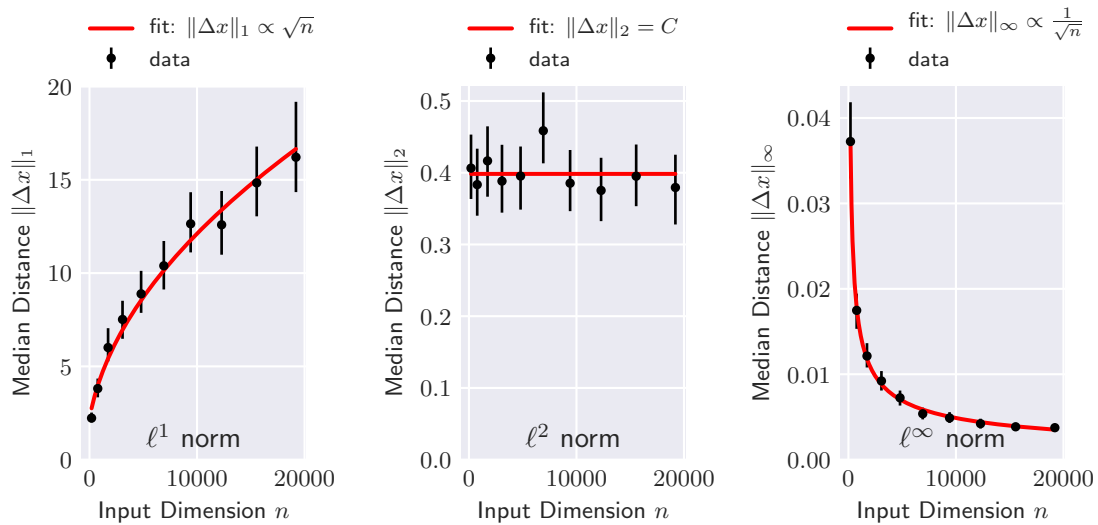 fit: ‖Δx‖₁ ∝ √n
data
20
15
10
5
0
Median Distance ‖Δx‖₁
ℓ¹ norm
0
10000
20000
Input Dimension n
fit: ‖Δx‖₂ = C
data
0.5
0.4
0.3
0.2
0.1
0.0
Median Distance ‖Δx‖₂
ℓ² norm
0
10000
20000
Input Dimension n
fit: ‖Δx‖∞ ∝ 1/√n
data
0.04
0.03
0.02
0.01
0.00
Median Distance ‖Δx‖∞
ℓ∞ norm
0
10000
20000
Input Dimension n